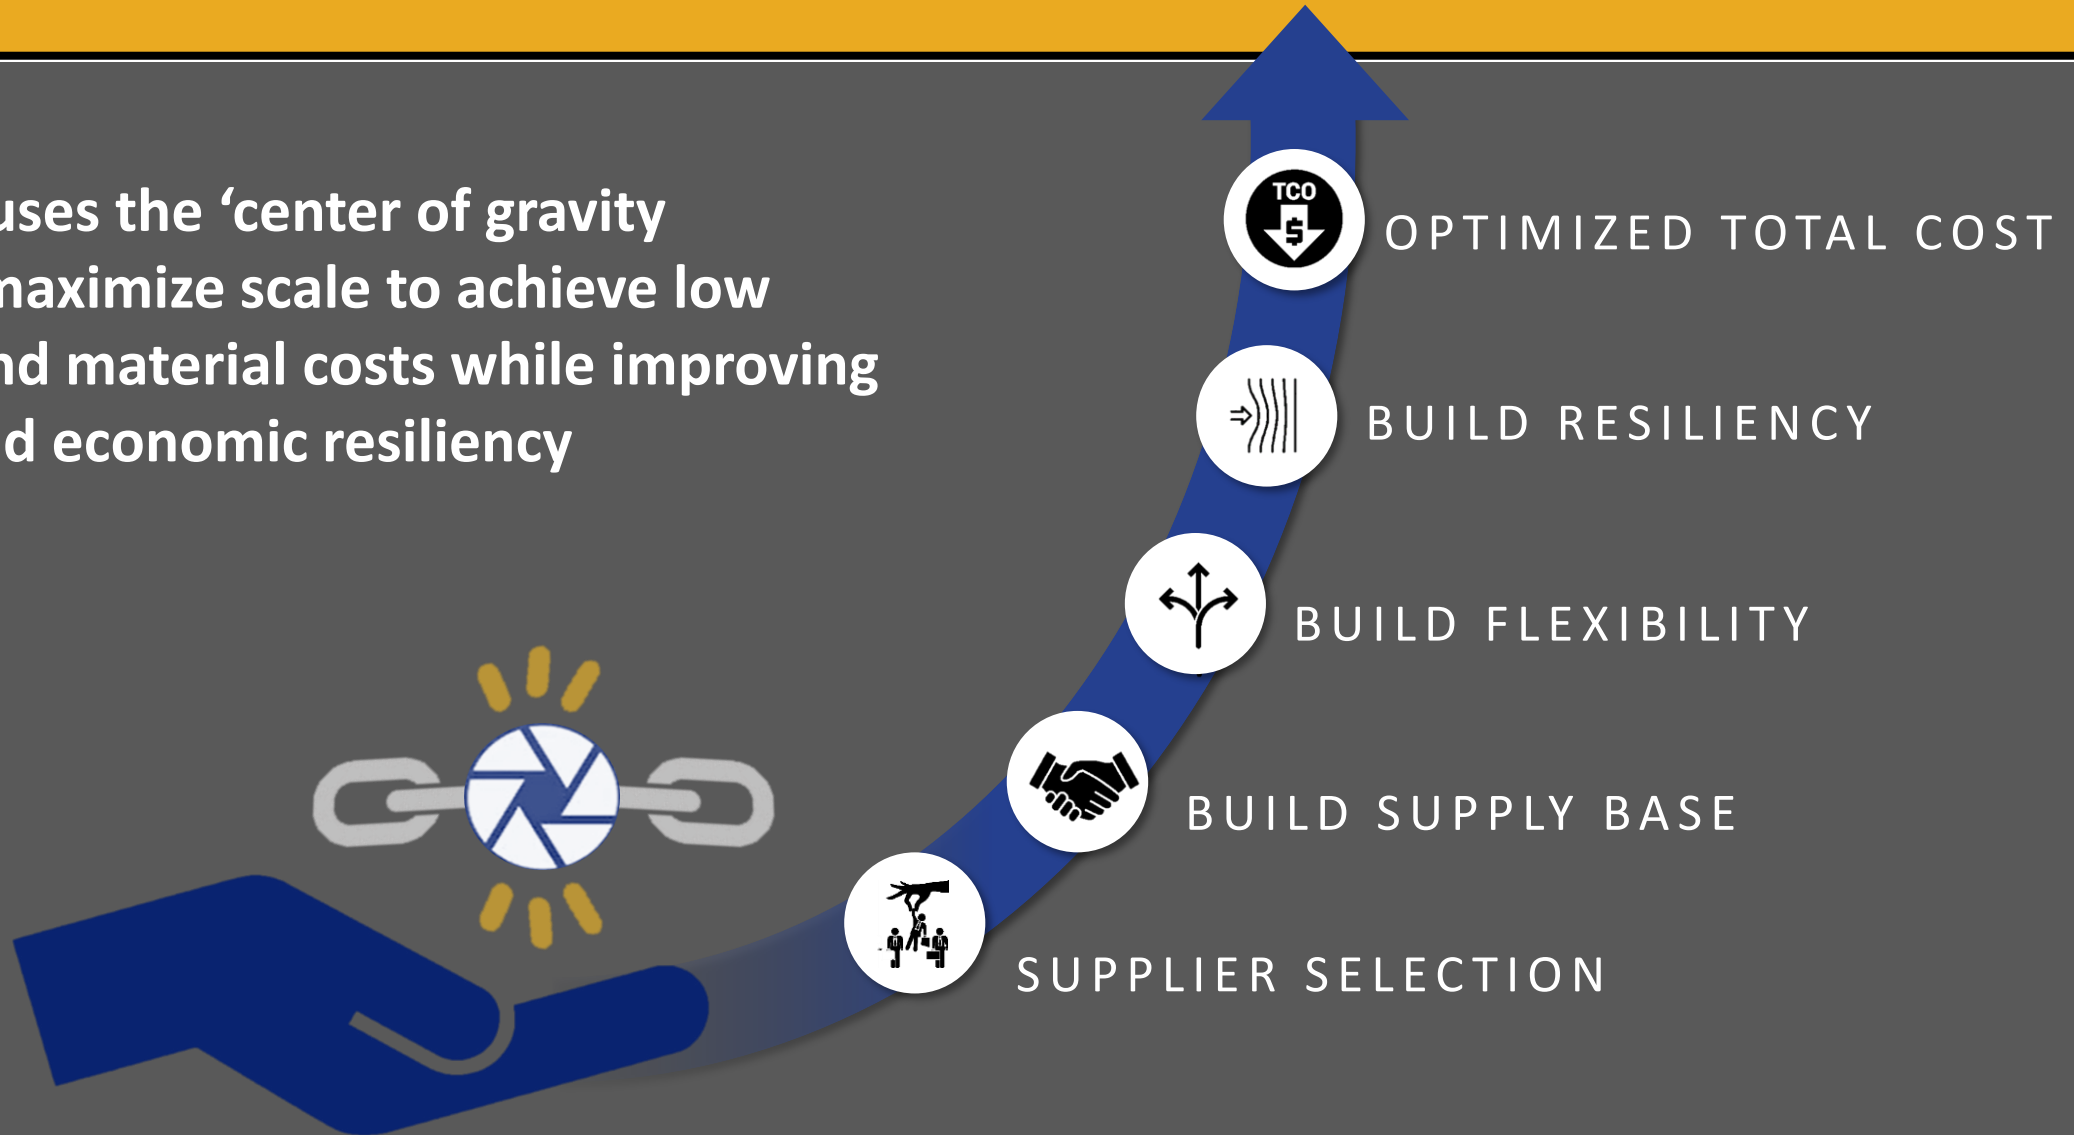 uses the ‘center of gravity
maximize scale to achieve low
nd material costs while improving
d economic resiliency
TCO
$
OPTIMIZED TOTAL COST
BUILD RESILIENCY
BUILD FLEXIBILITY
BUILD SUPPLY BASE
SUPPLIER SELECTION